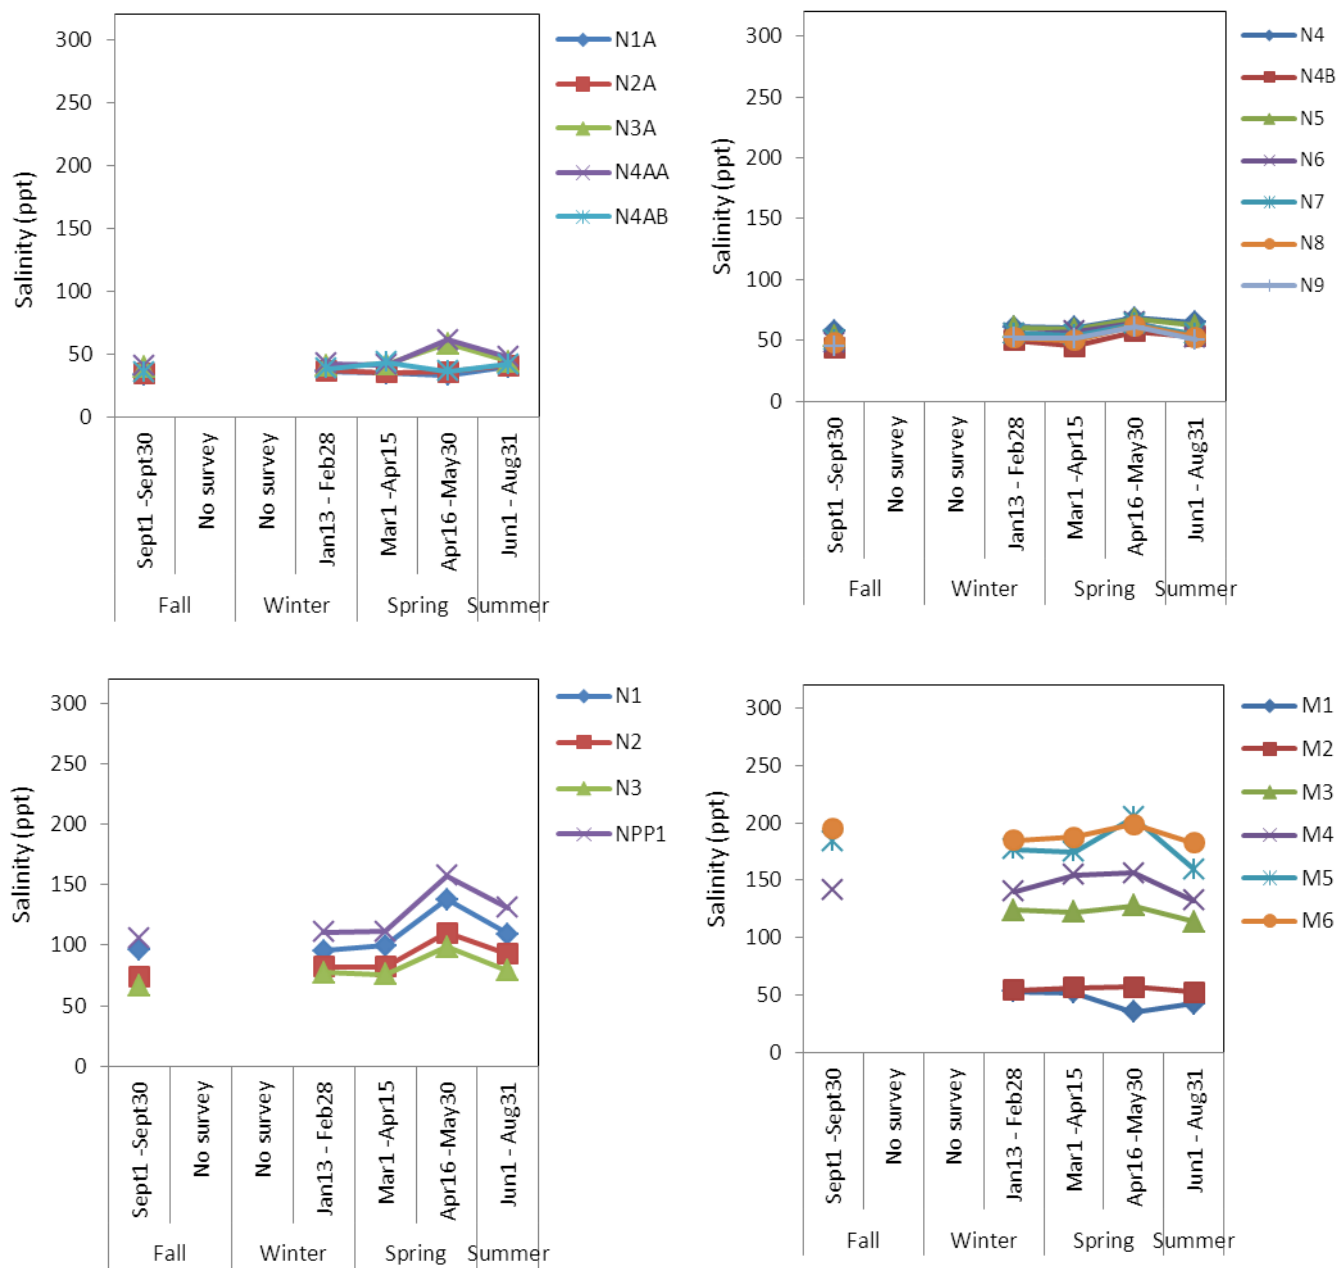 Salinity (ppt)
300
250
200
150
100
50
0
N1A
N2A
N3A
N4AA
N4AB
Sept1 -Sept30
No survey
No survey
Jan13 - Feb28
Mar1 -Apr15
Apr16 -May30
Jun1 - Aug31
Fall
Winter
Spring
Summer
Salinity (ppt)
300
250
200
150
100
50
0
N4
N4B
N5
N6
N7
N8
N9
Sept1 -Sept30
No survey
No survey
Jan13 - Feb28
Mar1 -Apr15
Apr16 -May30
Jun1 - Aug31
Fall
Winter
Spring
Summer
Salinity (ppt)
300
250
200
150
100
50
0
N1
N2
N3
NPP1
Sept1 -Sept30
No survey
No survey
Jan13 - Feb28
Mar1 -Apr15
Apr16 -May30
Jun1 - Aug31
Fall
Winter
Spring
Summer
Salinity (ppt)
300
250
200
150
100
50
0
M1
M2
M3
M4
M5
M6
Sept1 -Sept30
No survey
No survey
Jan13 - Feb28
Mar1 -Apr15
Apr16 -May30
Jun1 - Aug31
Fall
Winter
Spring
Summer